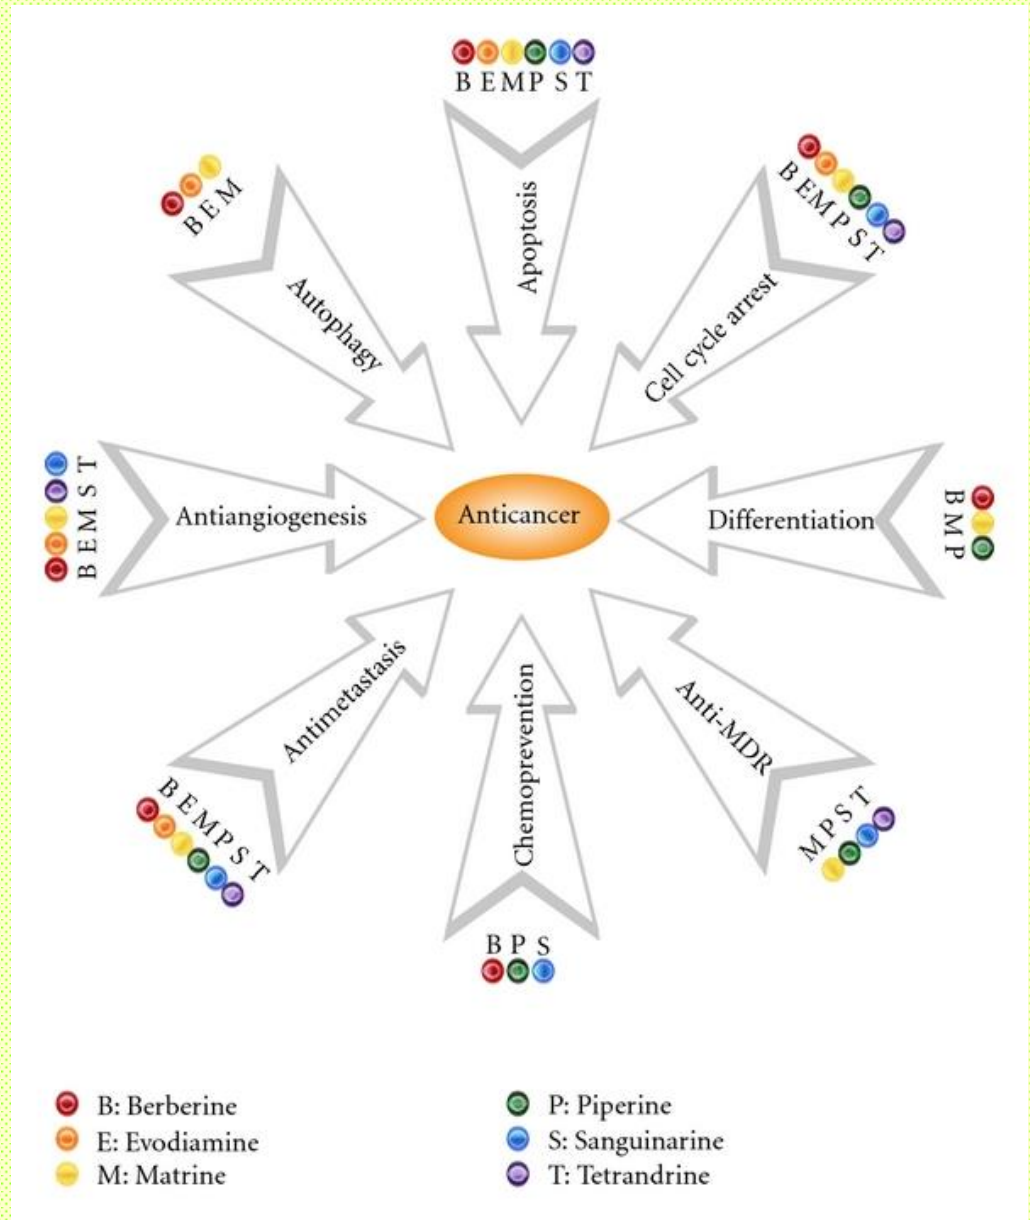 B E M P S T
Apoptosis
B E M P S T
Cell cycle arrest
B M P
Differentiation
M P S T
Anti-MDR
B P S
Chemoprevention
B E M P S T
Antimetastasis
B E M S T
Antiangiogenesis
B E M
Autophagy
Anticancer
B: Berberine
E: Evodiamine
M: Matrine
P: Piperine
S: Sanguinarine
T: Tetrandrine